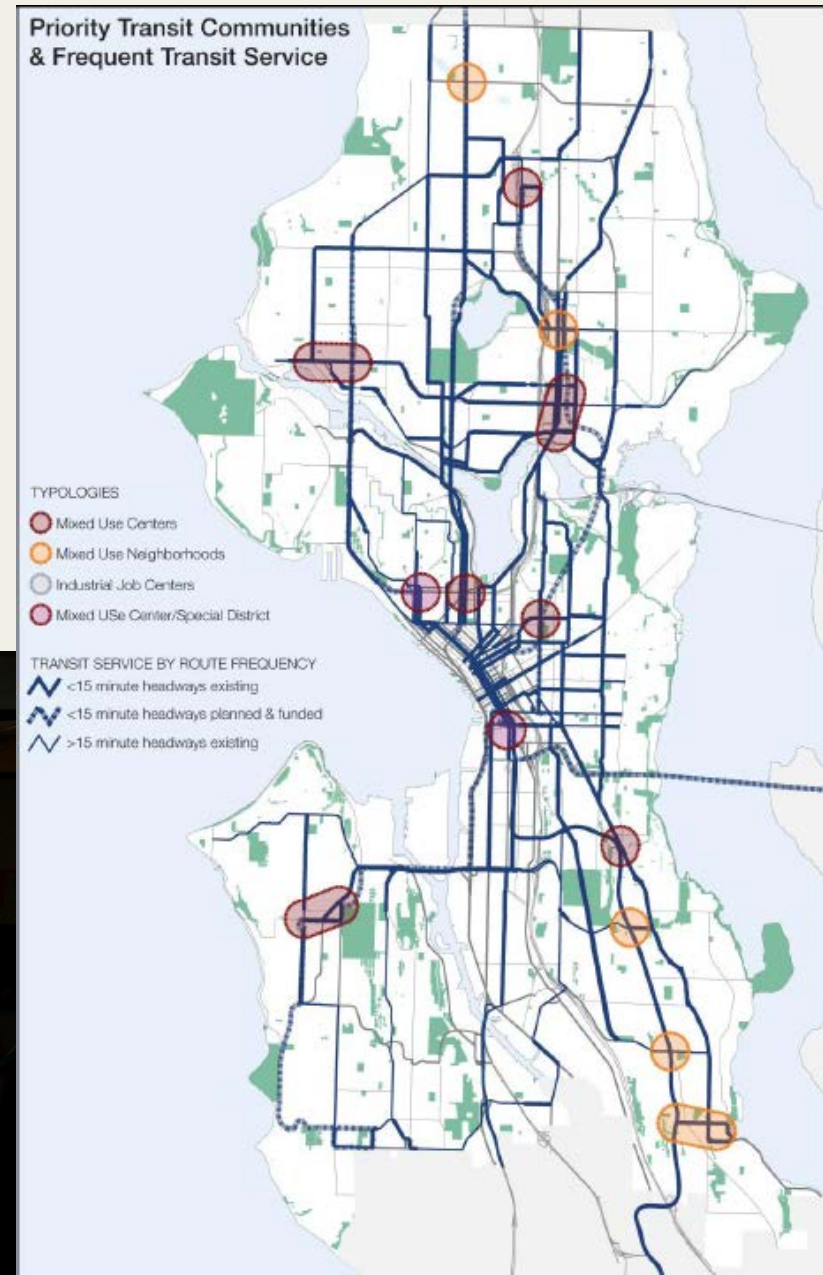 Priority Transit Communities
& Frequent Transit Service
TYPOLOGIES
Mixed Use Centers
Mixed Use Neighborhoods
Industrial Job Centers
Mixed USe Center/Special District
TRANSIT SERVICE BY ROUTE FREQUENCY
<15 minute headways existing
<15 minute headways planned & funded
>15 minute headways existing